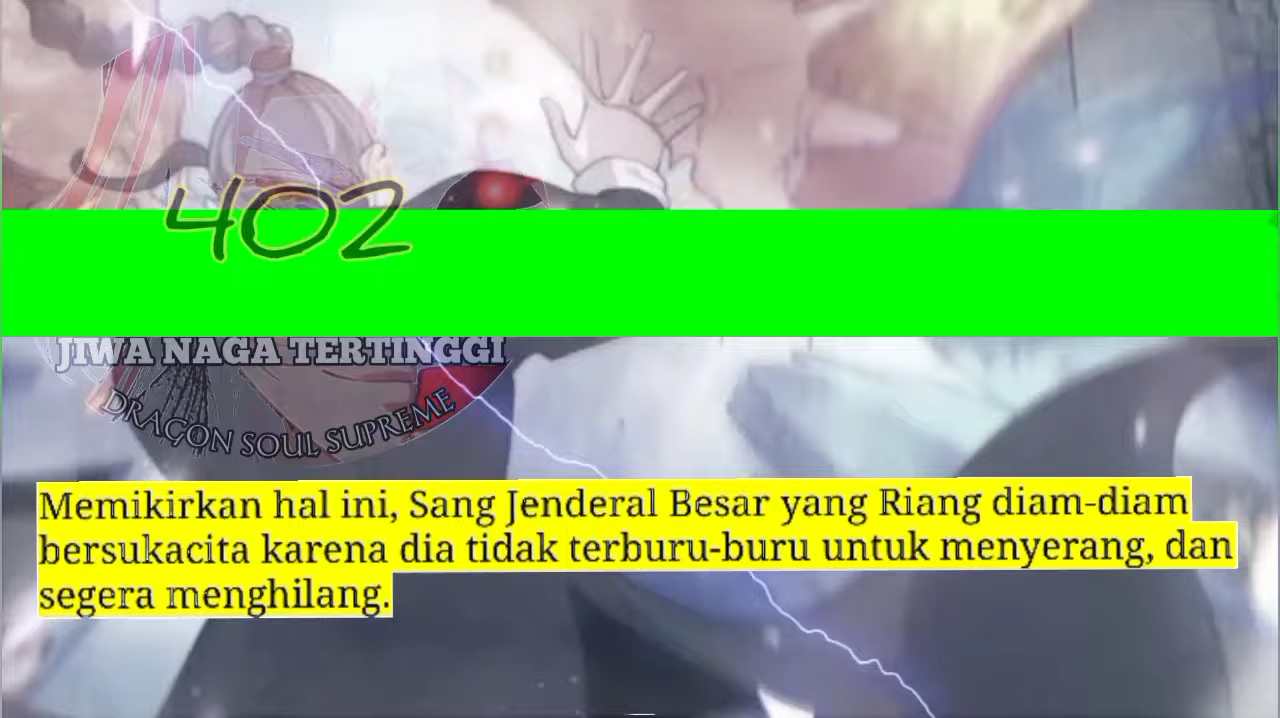 402
JIWA NAGA TERTINGGI
DRAGON SOUL SUPREME
Memikirkan hal ini, Sang Jenderal Besar yang Riang diam-diam
bersukacita karena dia tidak terburu-buru untuk menyerang, dan
segera menghilang.